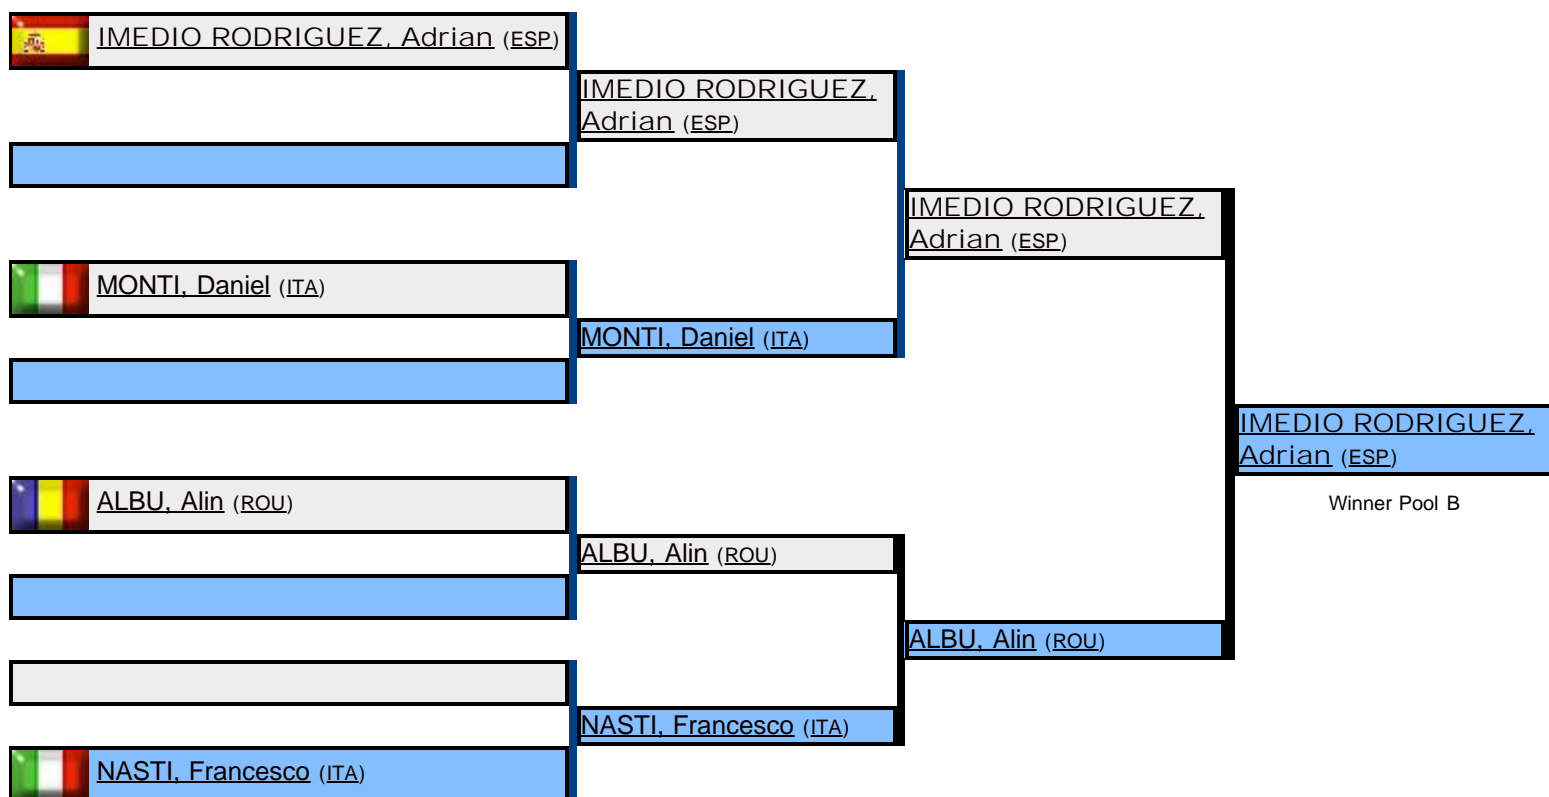 IMEDIO RODRIGUEZ, Adrian (ESP)
IMEDIO RODRIGUEZ,
Adrian (ESP)
IMEDIO RODRIGUEZ,
Adrian (ESP)
MONTI, Daniel (ITA)
MONTI, Daniel (ITA)
IMEDIO RODRIGUEZ,
Adrian (ESP)
Winner Pool B
ALBU, Alin (ROU)
ALBU, Alin (ROU)
ALBU, Alin (ROU)
NASTI, Francesco (ITA)
NASTI, Francesco (ITA)